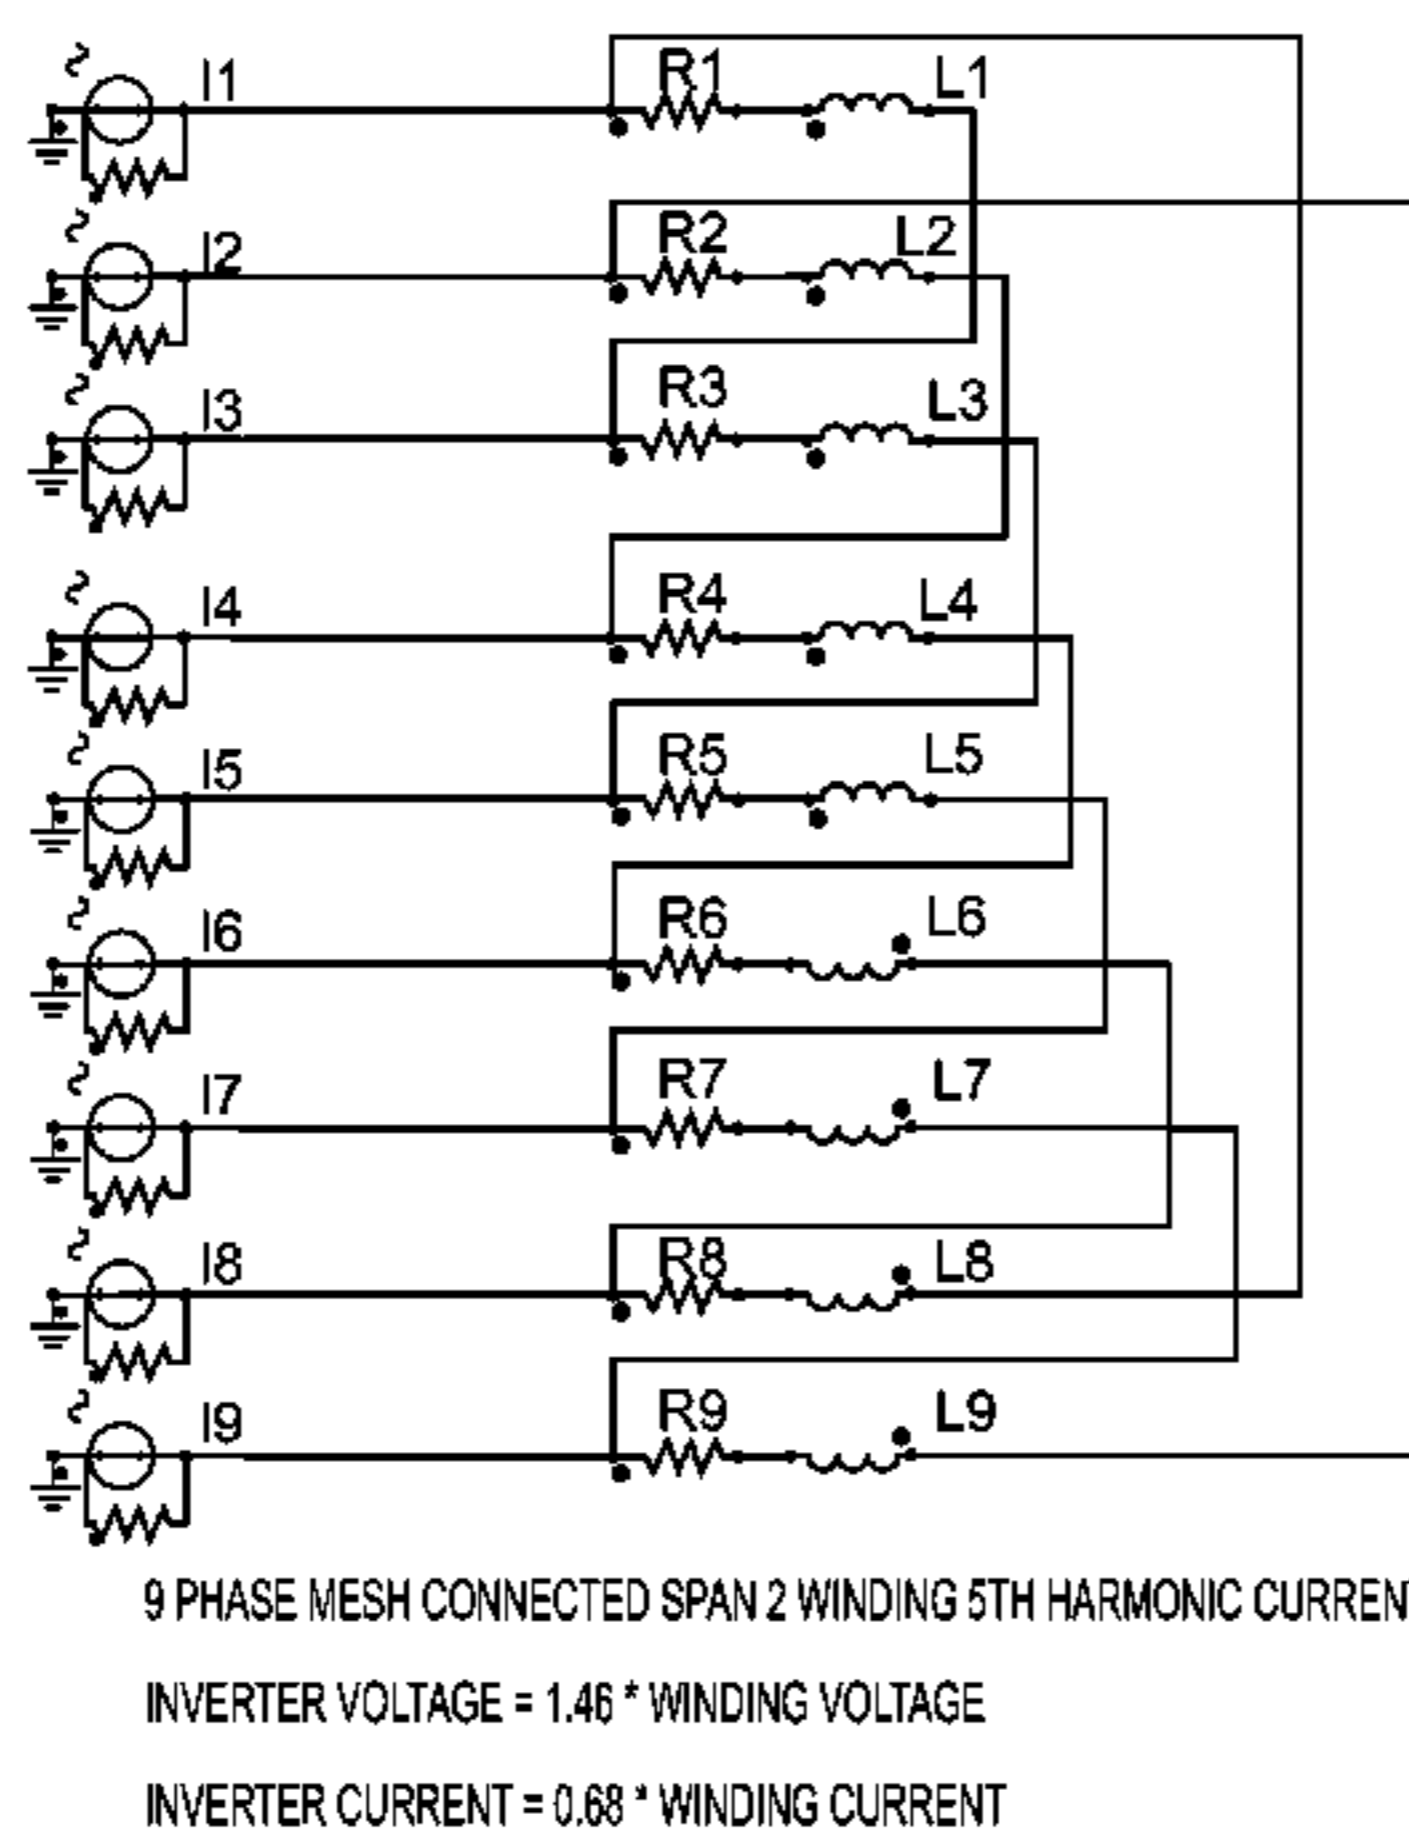 I1 R1 L1
I2 R2 L2
I3 R3 L3
I4 R4 L4
I5 R5 L5
I6 R6 L6
I7 R7 L7
I8 R8 L8
I9 R9 L9
9 PHASE MESH CONNECTED SPAN 2 WINDING 5TH HARMONIC CURRENT
INVERTER VOLTAGE = 1.46 * WINDING VOLTAGE
INVERTER CURRENT = 0.68 * WINDING CURRENT